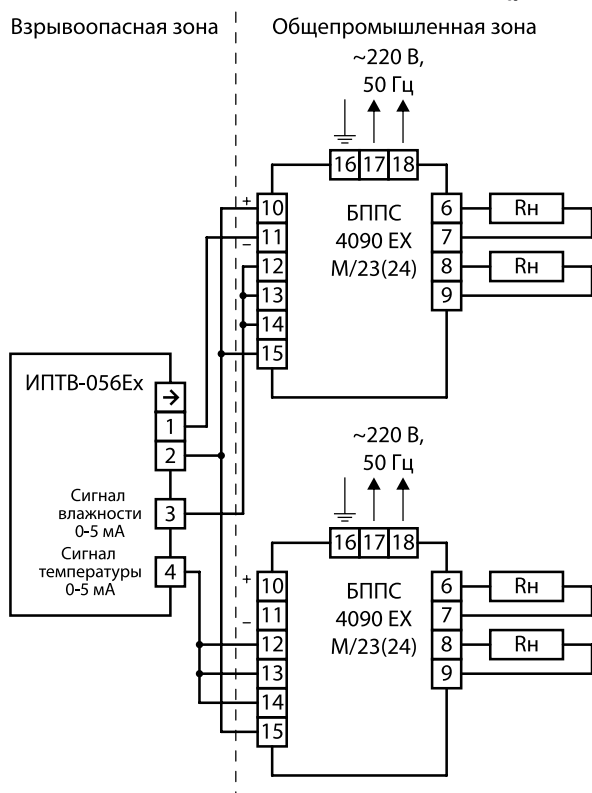 Взрывоопасная зона
Общепромышленная зона
~220 В,
50 Гц
16 17 18
+
10
11
–
12
13
14
15
БППС
4090 EX
М/23(24)
6
7
8
9
Rн
Rн
ИПТВ-056Ex
→
1
2
Сигнал
влажности
0-5 мА
3
Сигнал
температуры
0-5 мА
4
~220 В,
50 Гц
16 17 18
+
10
11
–
12
13
14
15
БППС
4090 EX
М/23(24)
6
7
8
9
Rн
Rн